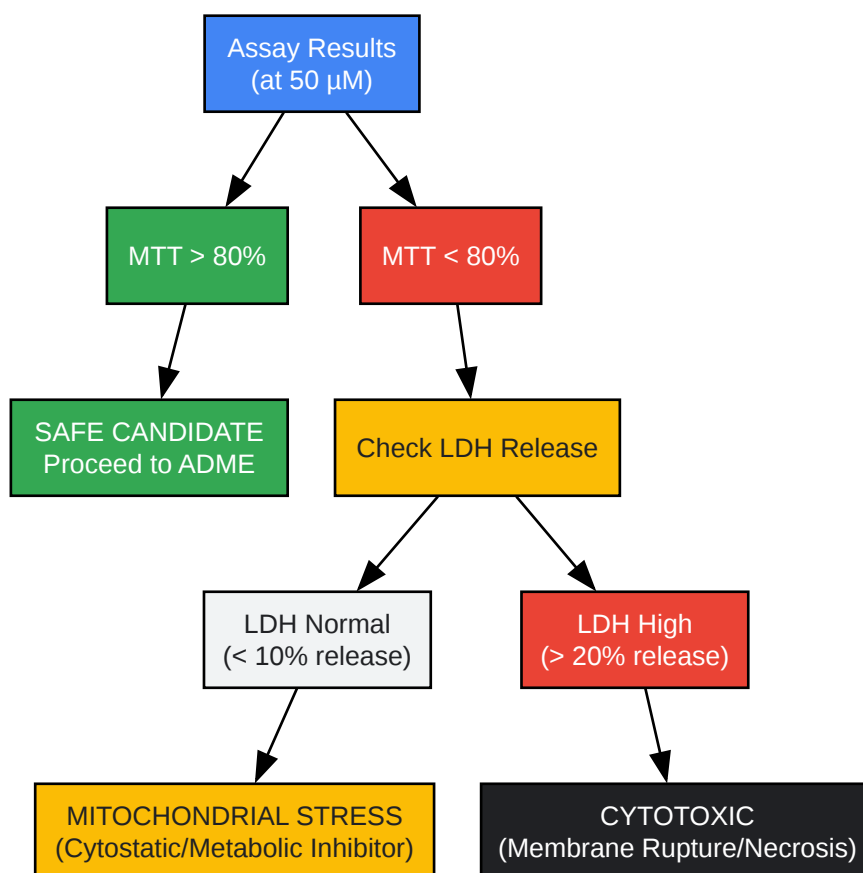 Assay Results
(at 50 µM)
MTT > 80%
MTT < 80%
SAFE CANDIDATE
Proceed to ADME
Check LDH Release
LDH Normal
(< 10% release)
LDH High
(> 20% release)
MITOCHONDRIAL STRESS
(Cytostatic/Metabolic Inhibitor)
CYTOTOXIC
(Membrane Rupture/Necrosis)